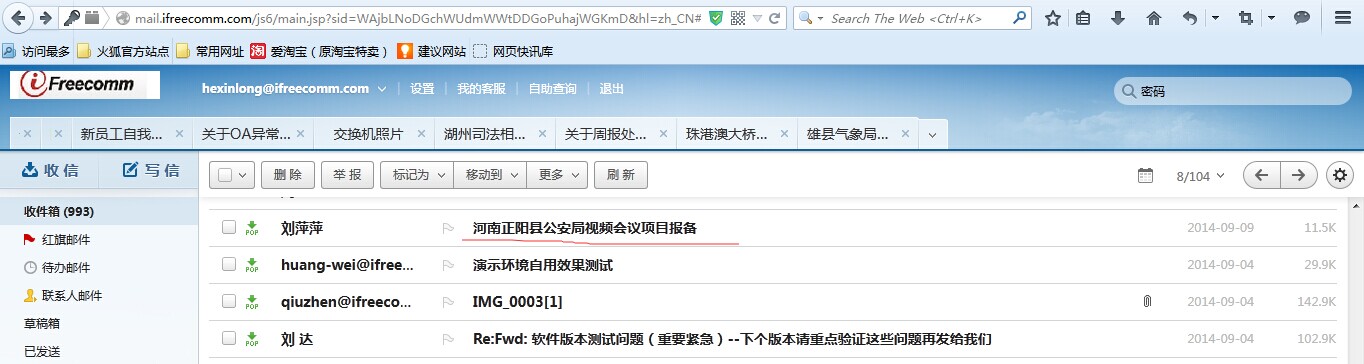 mail.ifreecomm.com/js6/main.jsp?sid=WAjbLNoDGchWUdmWWtDDGoPuhajWGKmD&hl=zh_CN#
Search The Web <Ctrl+K>
访问最多 火狐官方站点 常用网址 淘 爱淘宝（原淘宝特卖） 建议网站 网页快讯库
iFreecomm
hexinlong@ifreecomm.com 设置 我的客服 自助查询 退出
密码
新员工自我... 关于OA异常... 交换机照片 湖州司法相... 关于周报处... 珠港澳大桥... 雄县气象局...
收信 写信
删除 举报 标记为 移动到 更多 刷新 8/104
收件箱 (993)
红旗邮件
待办邮件
联系人邮件
草稿箱
已发送
POP 刘萍萍 河南正阳县公安局视频会议项目报备 2014-09-09 11.5K
POP huang-wei@ifree... 演示环境自用效果测试 2014-09-04 29.9K
POP qiuzhen@ifreeco... IMG_0003[1] 2014-09-04 142.9K
POP 刘 达 Re:Fwd: 软件版本测试问题（重要紧急）--下个版本请重点验证这些问题再发给我们 2014-09-04 102.9K